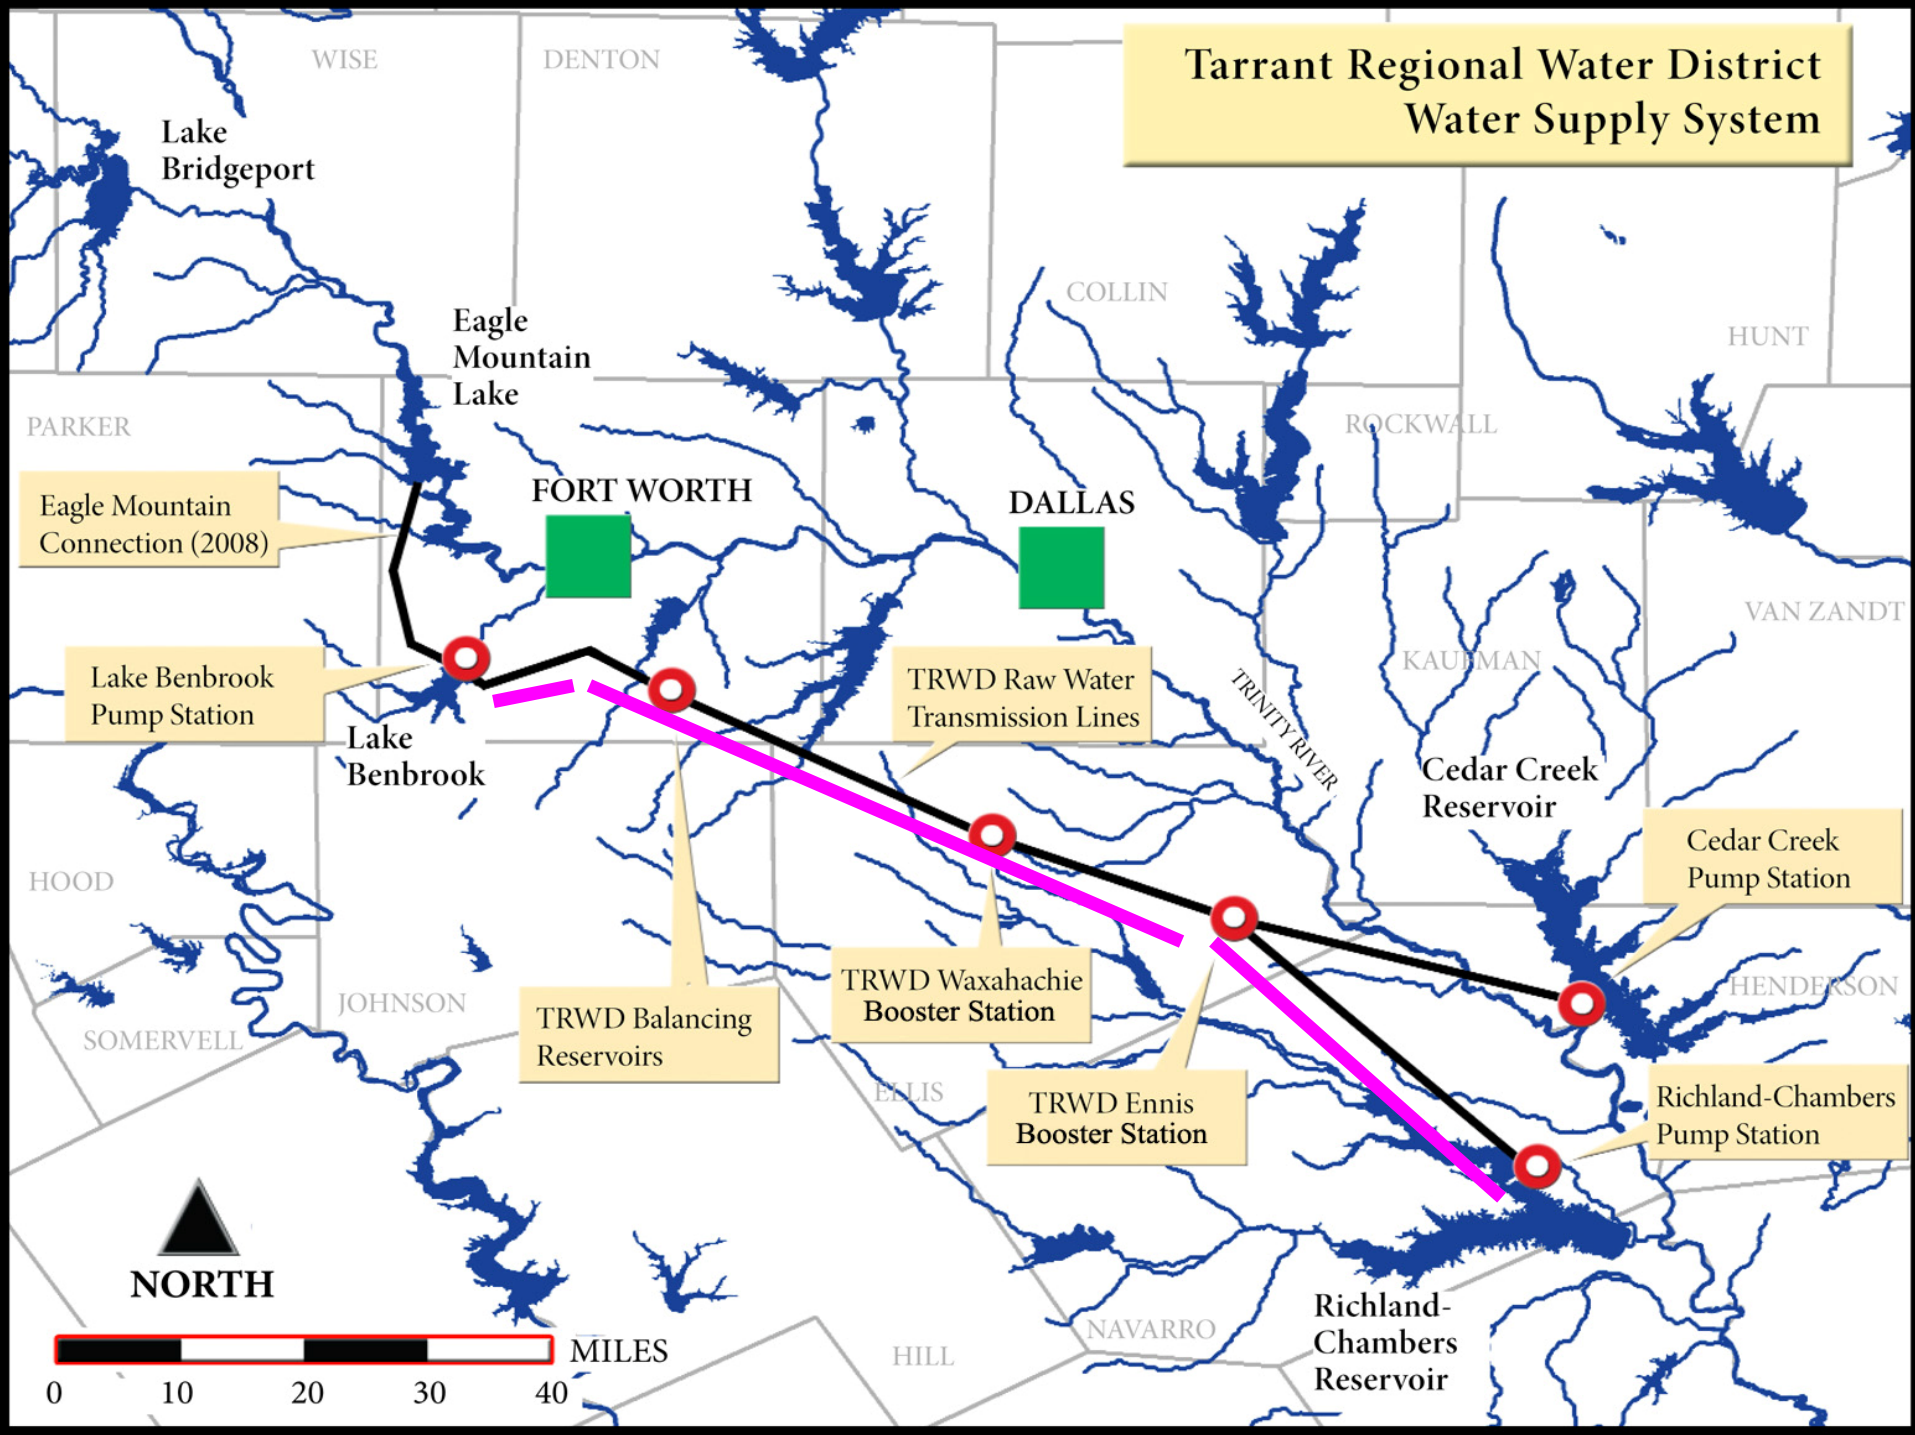 Tarrant Regional Water District
Water Supply System
WISE
DENTON
Lake
Bridgeport
COLLIN
HUNT
Eagle
Mountain
Lake
PARKER
ROCKWALL
FORT WORTH
DALLAS
Eagle Mountain
Connection (2008)
VAN ZANDT
KAUFMAN
TRINITY RIVER
Lake Benbrook
Pump Station
TRWD Raw Water
Transmission Lines
Lake
Benbrook
Cedar Creek
Reservoir
Cedar Creek
Pump Station
HOOD
TRWD Waxahachie
Booster Station
HENDERSON
JOHNSON
SOMERVELL
TRWD Balancing
Reservoirs
ELLIS
TRWD Ennis
Booster Station
Richland-Chambers
Pump Station
NORTH
Richland-
Chambers
Reservoir
NAVARRO
HILL
MILES
0 10 20 30 40